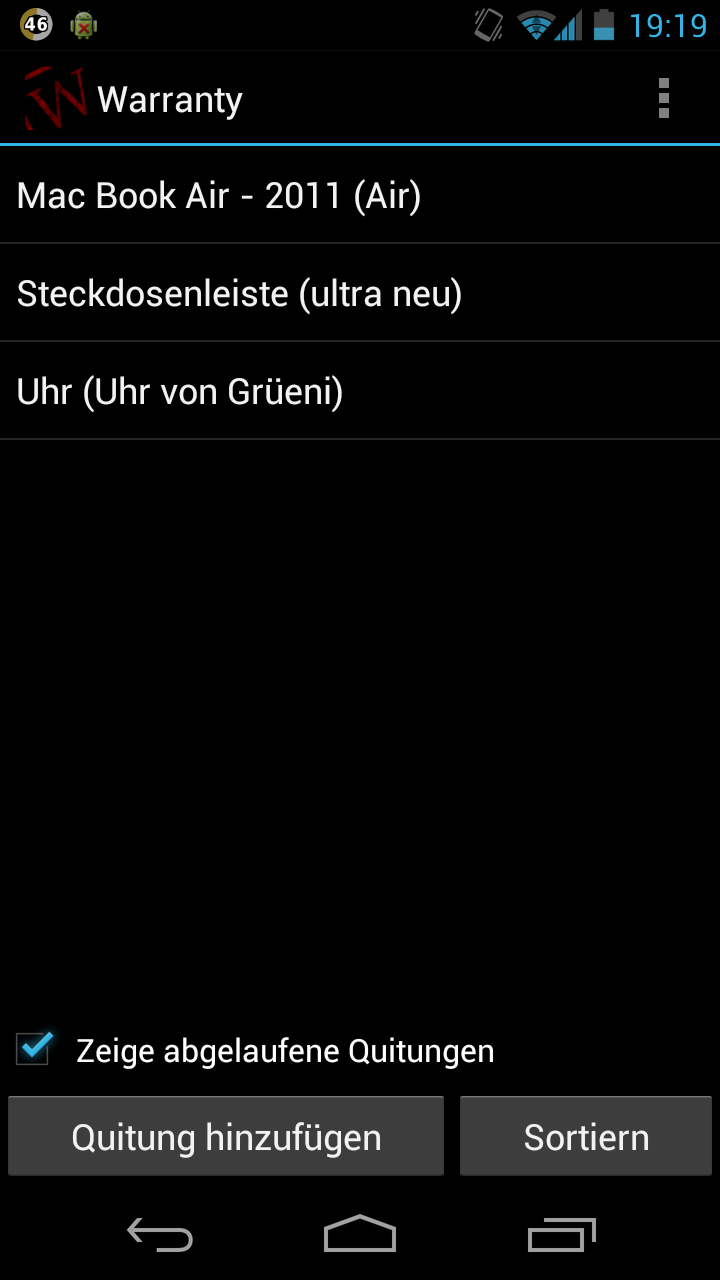 46
19:19
W Warranty
Mac Book Air - 2011 (Air)
Steckdosenleiste (ultra neu)
Uhr (Uhr von Grüeni)
Zeige abgelaufene Quitungen
Quitung hinzufügen
Sortiern